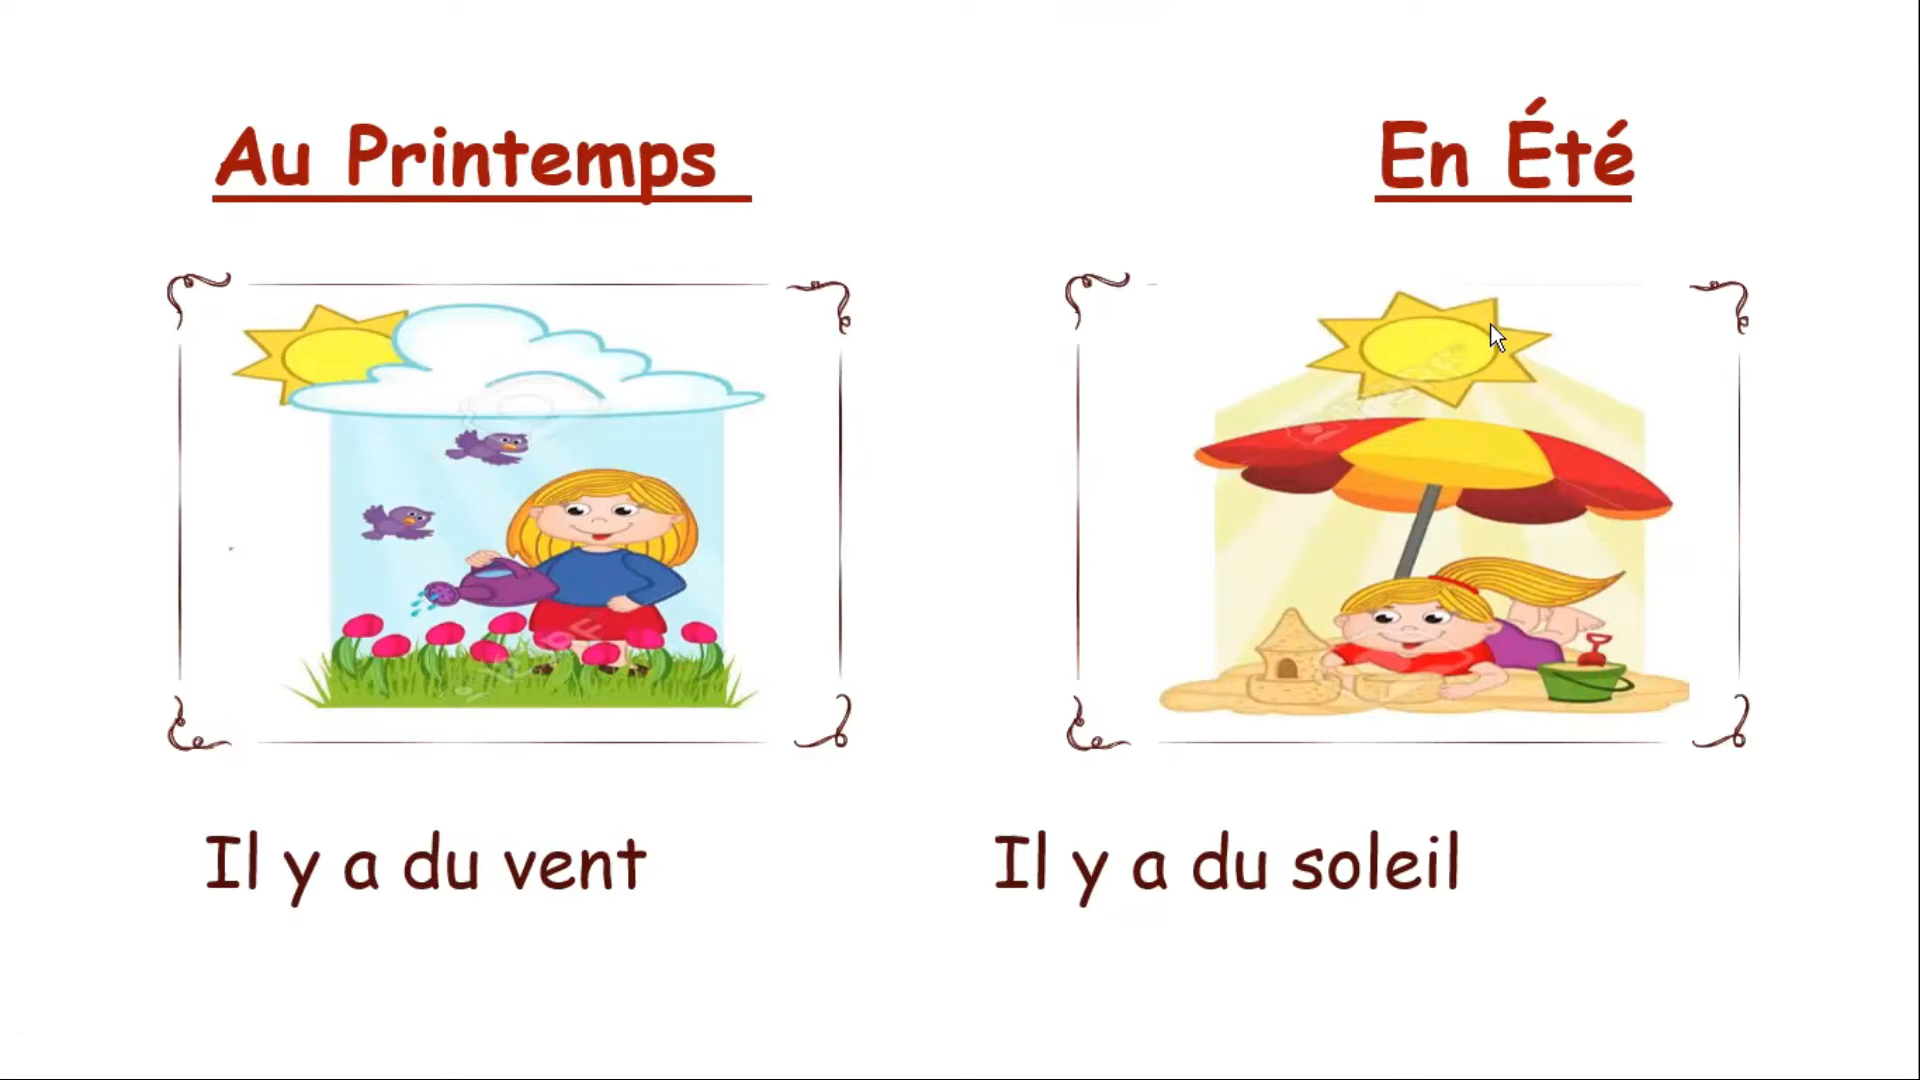 Au Printemps
En Été
Il y a du vent
Il y a du soleil